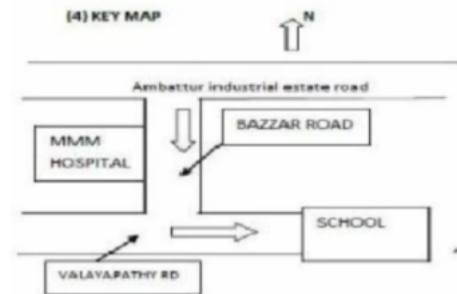 (4) KEY MAP
N
Ambattur industrial estate road
BAZZAR ROAD
MMM
HOSPITAL
SCHOOL
VALAYAPATHY RD